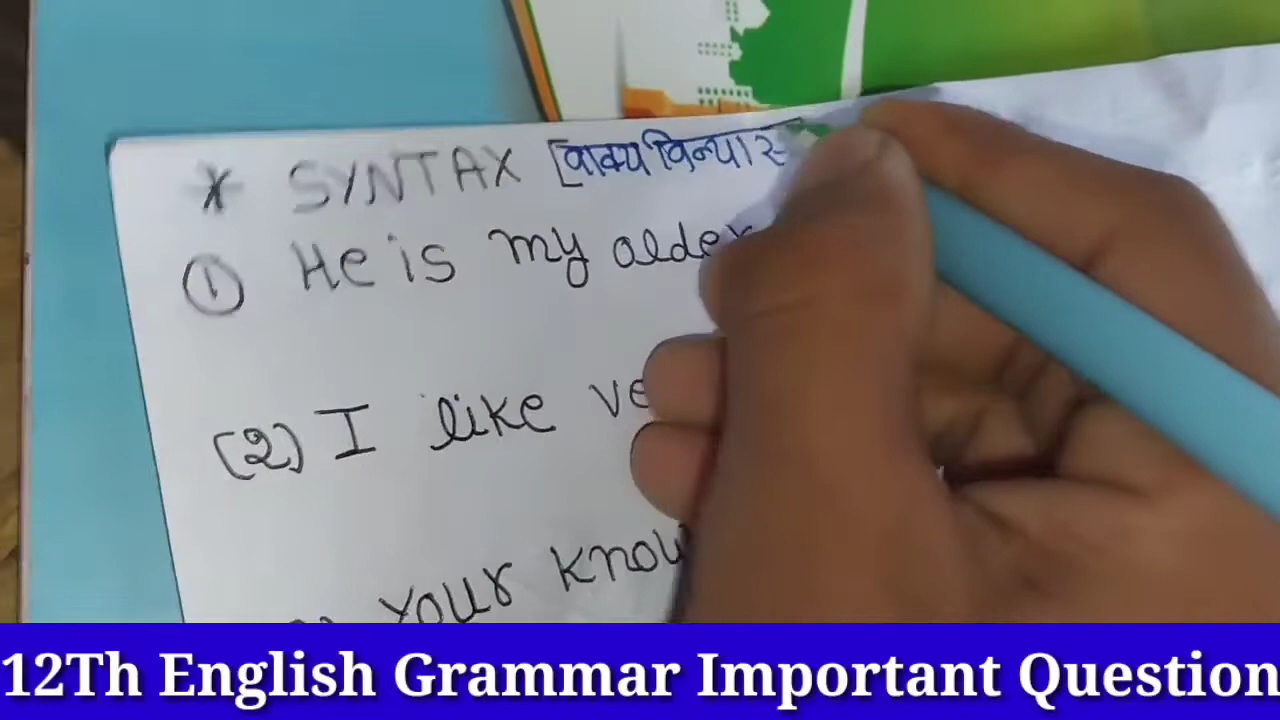 * SYNTAX [वाक्य विन्यास
① He is my older
(2) I like ve
Your know
12Th English Grammar Important Question